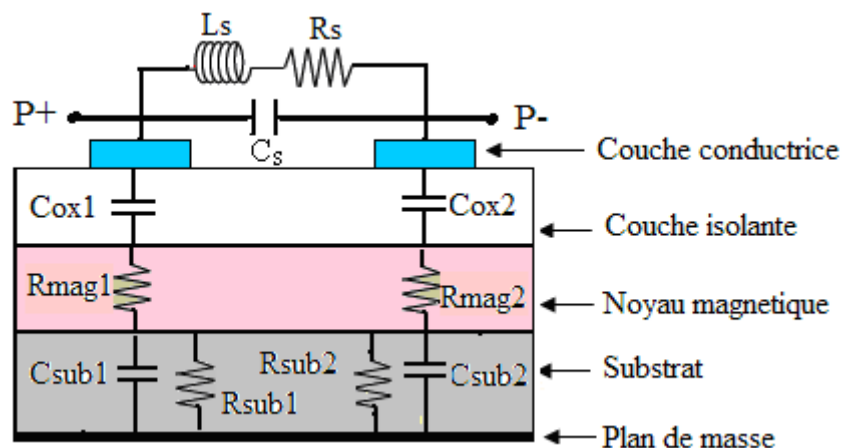 Ls
Rs
P+
P-
Cs
Couche conductrice
Cox1
Cox2
Couche isolante
Rmag1
Rmag2
Noyau magnetique
Csub1
Rsub2
Csub2
Substrat
Rsub1
Plan de masse